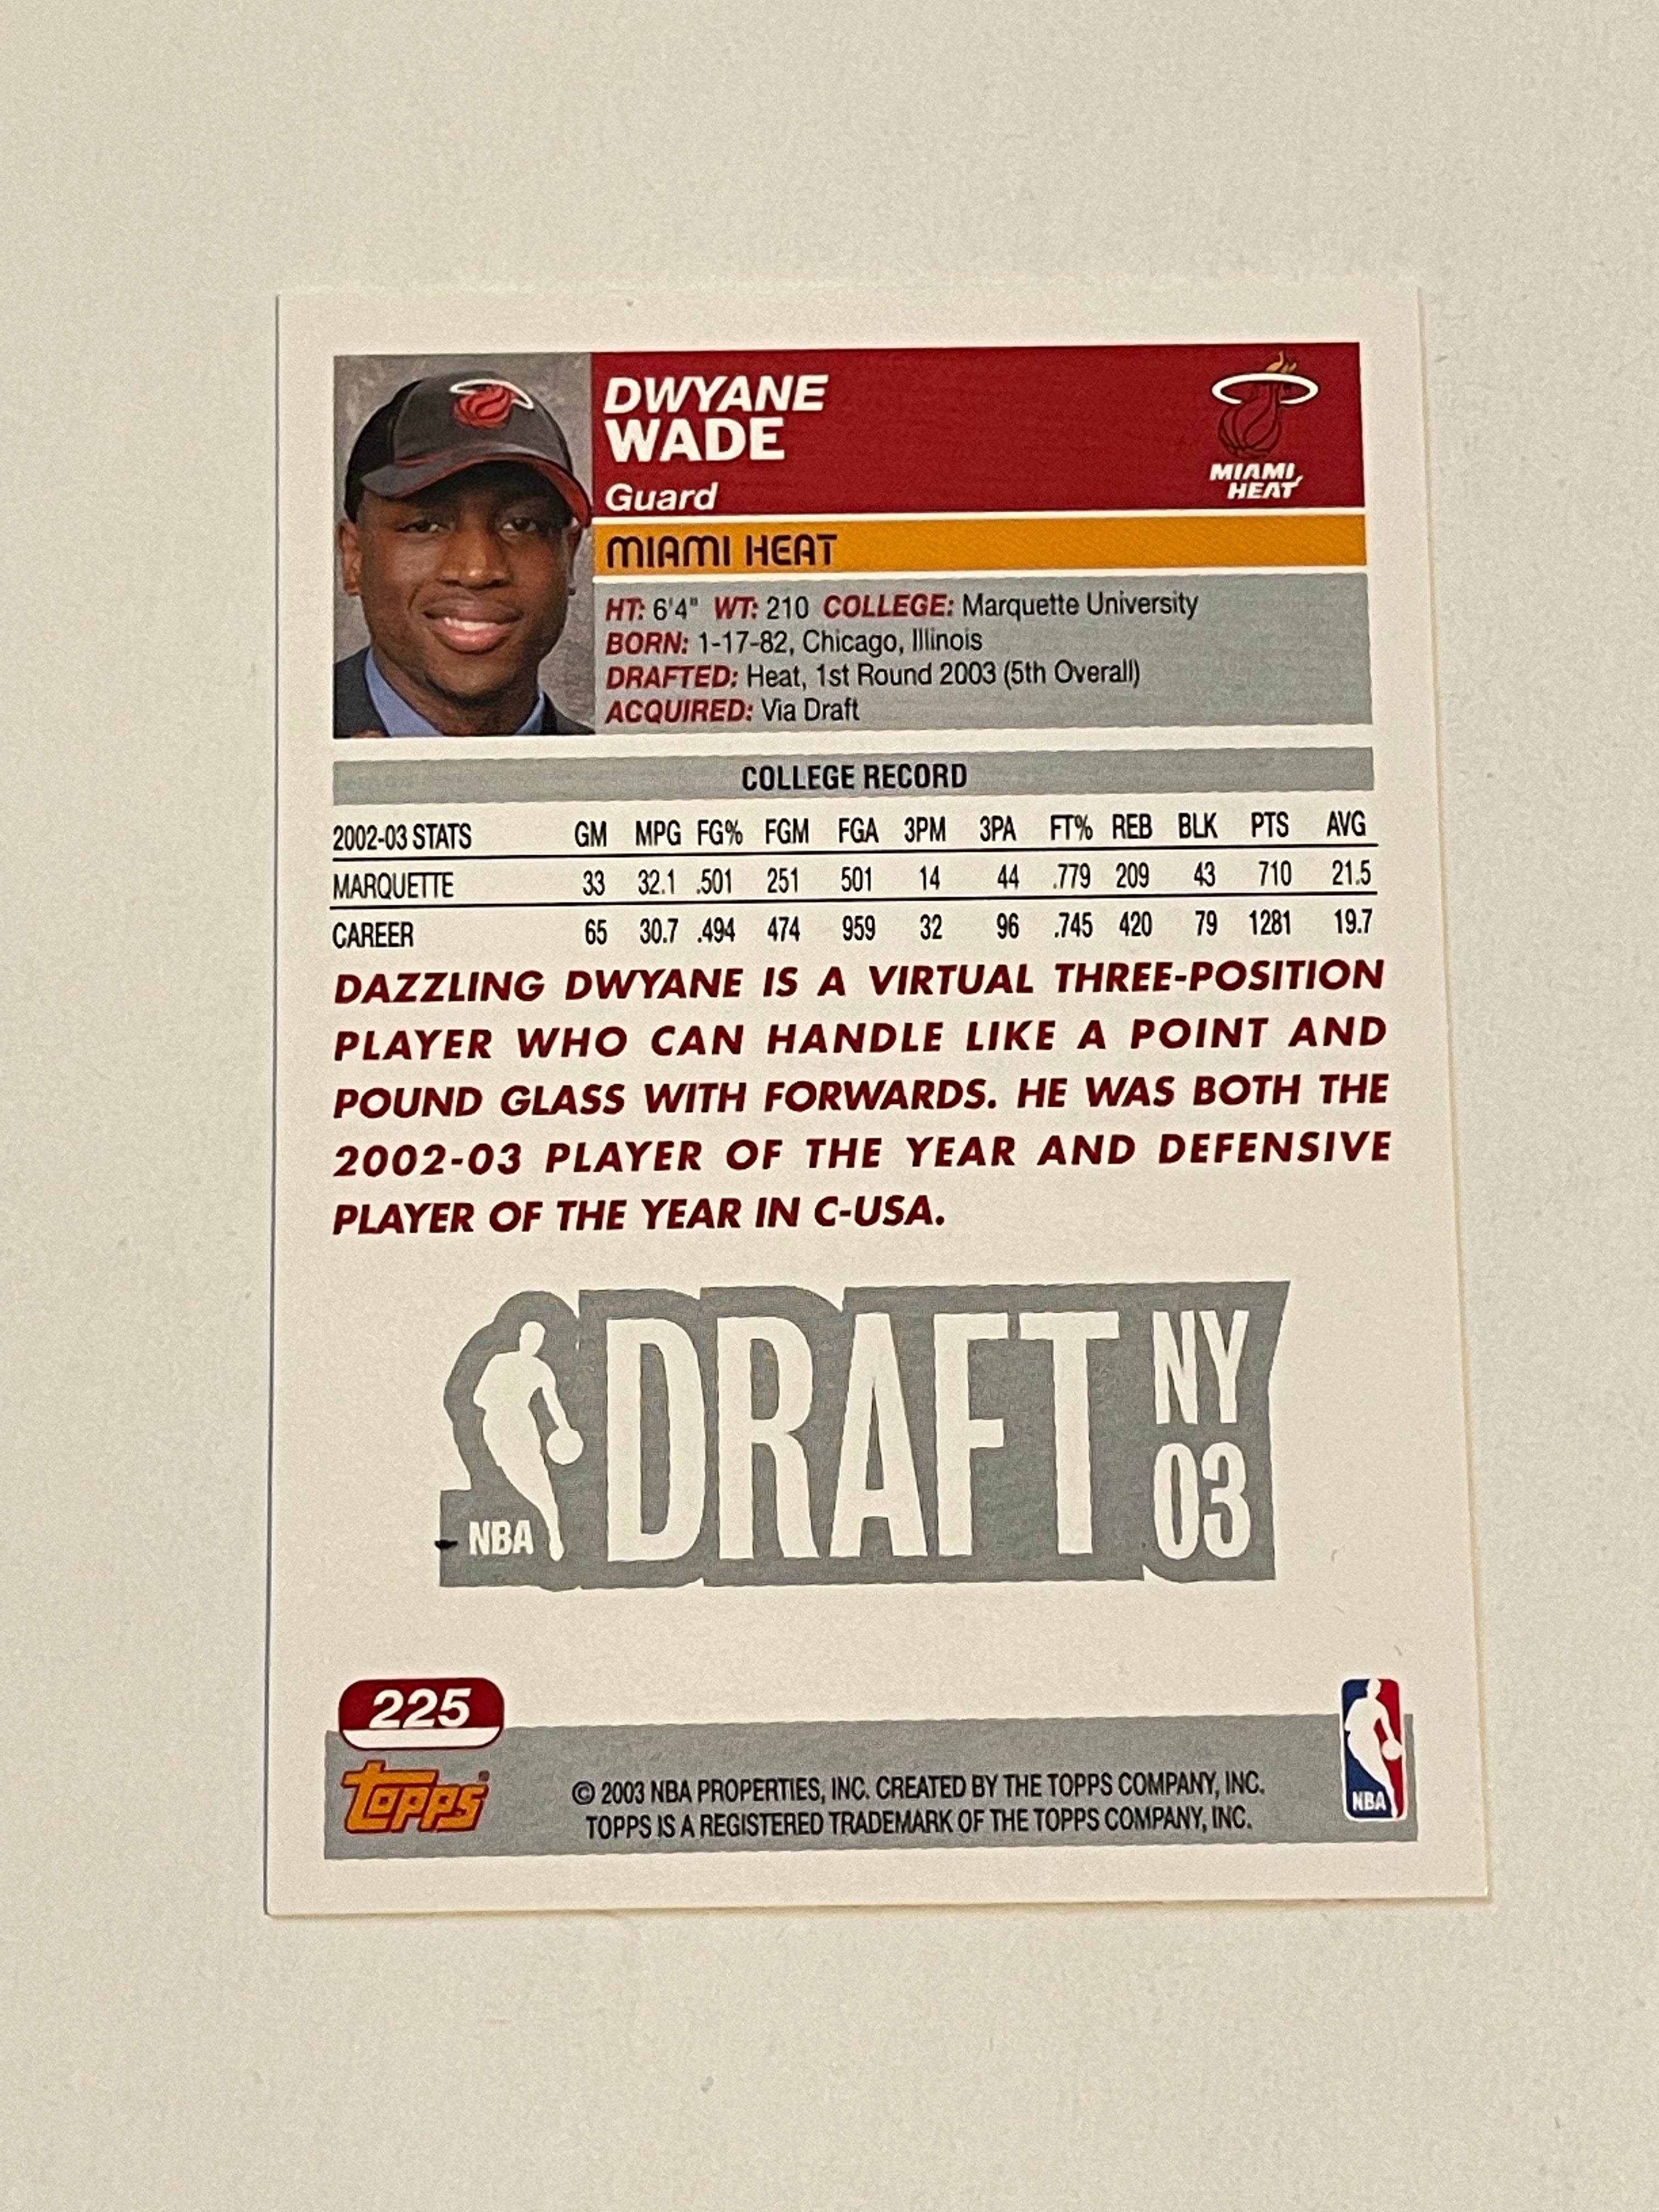 DWYANE
WADE
Guard
MIAMI
HEAT
MIAMI HEAT
HT: 6'4" WT: 210 COLLEGE: Marquette University
BORN: 1-17-82, Chicago, Illinois
DRAFTED: Heat, 1st Round 2003 (5th Overall)
ACQUIRED: Via Draft
COLLEGE RECORD
2002-03 STATS GM MPG FG% FGM FGA 3PM 3PA FT% REB BLK PTS AVG
MARQUETTE 33 32.1 .501 251 501 14 44 .779 209 43 710 21.5
CAREER 65 30.7 .494 474 959 32 96 .745 420 79 1281 19.7
DAZZLING DWYANE IS A VIRTUAL THREE-POSITION
PLAYER WHO CAN HANDLE LIKE A POINT AND
POUND GLASS WITH FORWARDS. HE WAS BOTH THE
2002-03 PLAYER OF THE YEAR AND DEFENSIVE
PLAYER OF THE YEAR IN C-USA.
NBA DRAFT NY
03
225
topps
© 2003 NBA PROPERTIES, INC. CREATED BY THE TOPPS COMPANY, INC.
TOPPS IS A REGISTERED TRADEMARK OF THE TOPPS COMPANY, INC.
NBA